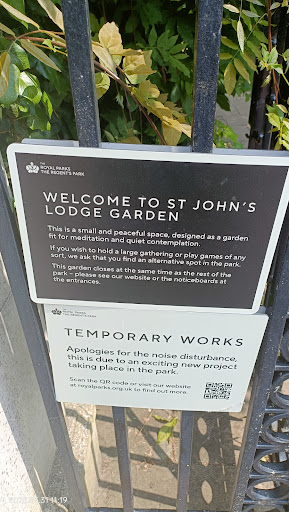 THE
ROYAL PARKS
THE REGENT'S PARK
WELCOME TO ST JOHN'S
LODGE GARDEN
This is a small and peaceful space, designed as a garden
fit for meditation and quiet contemplation.
If you wish to hold a large gathering or play games of any
sort, we ask that you find an alternative spot in the park.
This garden closes at the same time as the rest of the
park – please see our website or the noticeboards at
the entrances.
ROYAL PARKS
TEMPORARY WORKS
Apologies for the noise disturbance,
this is due to an exciting new project
taking place in the park.
Scan the QR code or visit our website
at royalparks.org.uk to find out more.
31 11:19